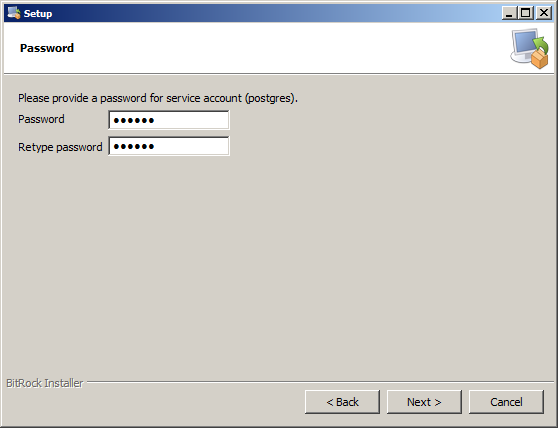 Setup
Password
Please provide a password for service account (postgres).
Password ••••••
Retype password ••••••
BitRock Installer
< Back Next > Cancel